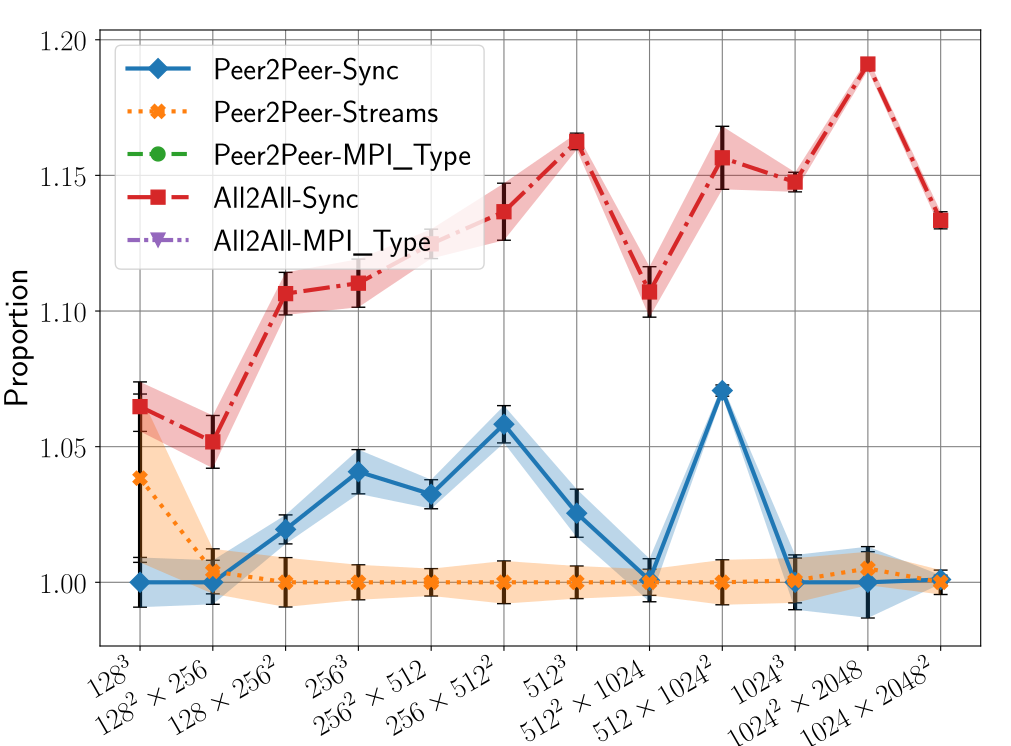 1.20
1.15
1.10
1.05
1.00
Proportion
Peer2Peer-Sync
Peer2Peer-Streams
Peer2Peer-MPI_Type
All2All-Sync
All2All-MPI_Type
128³
128² × 256
128 × 256²
256³
256² × 512
256 × 512²
512³
512² × 1024
512 × 1024²
1024³
1024² × 2048
1024 × 2048²